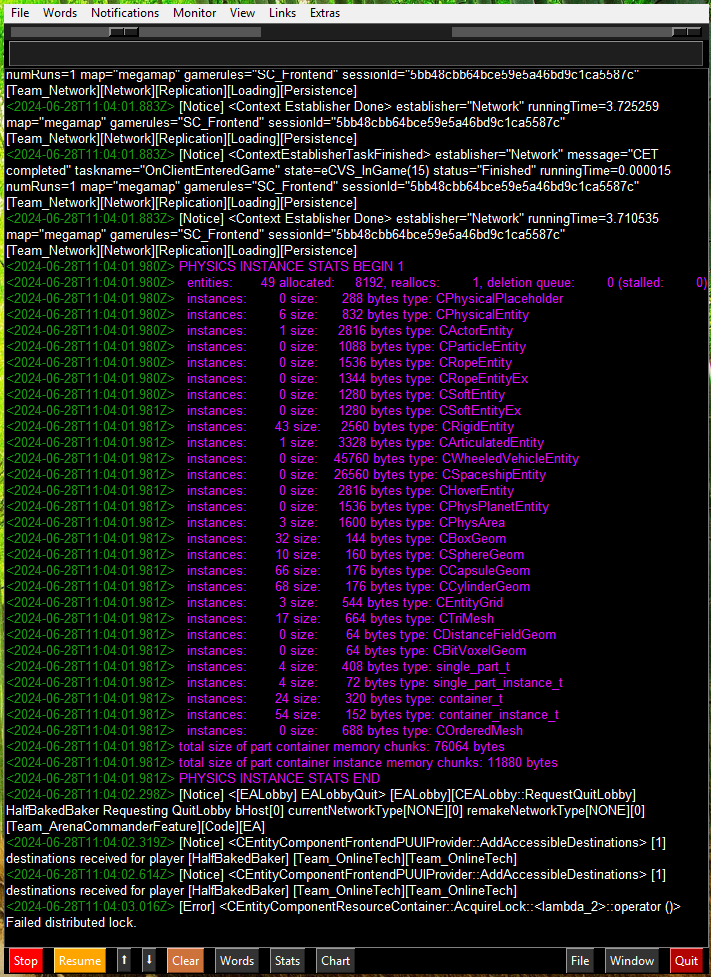 File Words Notifications Monitor View Links Extras
numRuns=1 map="megamap" gamerules="SC_Frontend" sessionId="5bb48cbb64bce59e5a46bd9c1ca5587c"
[Team_Network][Network][Replication][Loading][Persistence]
<2024-06-28T11:04:01.883Z> [Notice] <Context Establisher Done> establisher="Network" runningTime=3.725259
map="megamap" gamerules="SC_Frontend" sessionId="5bb48cbb64bce59e5a46bd9c1ca5587c"
[Team_Network][Network][Replication][Loading][Persistence]
<2024-06-28T11:04:01.883Z> [Notice] <ContextEstablisherTaskFinished> establisher="Network" message="CET
completed" taskname="OnClientEnteredGame" state=eCVS_InGame(15) status="Finished" runningTime=0.000015
numRuns=1 map="megamap" gamerules="SC_Frontend" sessionId="5bb48cbb64bce59e5a46bd9c1ca5587c"
[Team_Network][Network][Replication][Loading][Persistence]
<2024-06-28T11:04:01.883Z> [Notice] <Context Establisher Done> establisher="Network" runningTime=3.710535
map="megamap" gamerules="SC_Frontend" sessionId="5bb48cbb64bce59e5a46bd9c1ca5587c"
[Team_Network][Network][Replication][Loading][Persistence]
<2024-06-28T11:04:01.980Z> PHYSICS INSTANCE STATS BEGIN 1
<2024-06-28T11:04:01.980Z> entities: 49 allocated: 8192, reallocs: 1, deletion queue: 0 (stalled: 0)
<2024-06-28T11:04:01.980Z> instances: 0 size: 288 bytes type: CPhysicalPlaceholder
<2024-06-28T11:04:01.980Z> instances: 6 size: 832 bytes type: CPhysicalEntity
<2024-06-28T11:04:01.980Z> instances: 1 size: 2816 bytes type: CActorEntity
<2024-06-28T11:04:01.980Z> instances: 0 size: 1088 bytes type: CParticleEntity
<2024-06-28T11:04:01.980Z> instances: 0 size: 1536 bytes type: CRopeEntity
<2024-06-28T11:04:01.980Z> instances: 0 size: 1344 bytes type: CRopeEntityEx
<2024-06-28T11:04:01.980Z> instances: 0 size: 1280 bytes type: CSoftEntity
<2024-06-28T11:04:01.981Z> instances: 0 size: 1280 bytes type: CSoftEntityEx
<2024-06-28T11:04:01.981Z> instances: 43 size: 2560 bytes type: CRigidEntity
<2024-06-28T11:04:01.981Z> instances: 1 size: 3328 bytes type: CArticulatedEntity
<2024-06-28T11:04:01.981Z> instances: 0 size: 45760 bytes type: CWheeledVehicleEntity
<2024-06-28T11:04:01.981Z> instances: 0 size: 26560 bytes type: CSpaceshipEntity
<2024-06-28T11:04:01.981Z> instances: 0 size: 2816 bytes type: CHoverEntity
<2024-06-28T11:04:01.981Z> instances: 0 size: 1536 bytes type: CPhysPlanetEntity
<2024-06-28T11:04:01.981Z> instances: 3 size: 1600 bytes type: CPhysArea
<2024-06-28T11:04:01.981Z> instances: 32 size: 144 bytes type: CBoxGeom
<2024-06-28T11:04:01.981Z> instances: 10 size: 160 bytes type: CSphereGeom
<2024-06-28T11:04:01.981Z> instances: 66 size: 176 bytes type: CCapsuleGeom
<2024-06-28T11:04:01.981Z> instances: 68 size: 176 bytes type: CCylinderGeom
<2024-06-28T11:04:01.981Z> instances: 3 size: 544 bytes type: CEntityGrid
<2024-06-28T11:04:01.981Z> instances: 17 size: 664 bytes type: CTriMesh
<2024-06-28T11:04:01.981Z> instances: 0 size: 64 bytes type: CDistanceFieldGeom
<2024-06-28T11:04:01.981Z> instances: 0 size: 64 bytes type: CBitVoxelGeom
<2024-06-28T11:04:01.981Z> instances: 4 size: 408 bytes type: single_part_t
<2024-06-28T11:04:01.981Z> instances: 4 size: 72 bytes type: single_part_instance_t
<2024-06-28T11:04:01.981Z> instances: 24 size: 320 bytes type: container_t
<2024-06-28T11:04:01.981Z> instances: 54 size: 152 bytes type: container_instance_t
<2024-06-28T11:04:01.981Z> instances: 0 size: 688 bytes type: COrderedMesh
<2024-06-28T11:04:01.981Z> total size of part container memory chunks: 76064 bytes
<2024-06-28T11:04:01.981Z> total size of part container instance memory chunks: 11880 bytes
<2024-06-28T11:04:01.981Z> PHYSICS INSTANCE STATS END
<2024-06-28T11:04:02.298Z> [Notice] <[EALobby] EALobbyQuit> [EALobby][CEALobby::RequestQuitLobby]
HalfBakedBaker Requesting QuitLobby bHost[0] currentNetworkType[NONE][0] remakeNetworkType[NONE][0]
[Team_ArenaCommanderFeature][Code][EA]
<2024-06-28T11:04:02.319Z> [Notice] <CEntityComponentFrontendPUUIProvider::AddAccessibleDestinations> [1]
destinations received for player [HalfBakedBaker] [Team_OnlineTech][Team_OnlineTech]
<2024-06-28T11:04:02.614Z> [Notice] <CEntityComponentFrontendPUUIProvider::AddAccessibleDestinations> [1]
destinations received for player [HalfBakedBaker] [Team_OnlineTech][Team_OnlineTech]
<2024-06-28T11:04:03.016Z> [Error] <CEntityComponentResourceContainer::AcquireLock::<lambda_2>::operator ()>
Failed distributed lock.
Stop Resume ⬆ ⬇ Clear Words Stats Chart File Window Quit